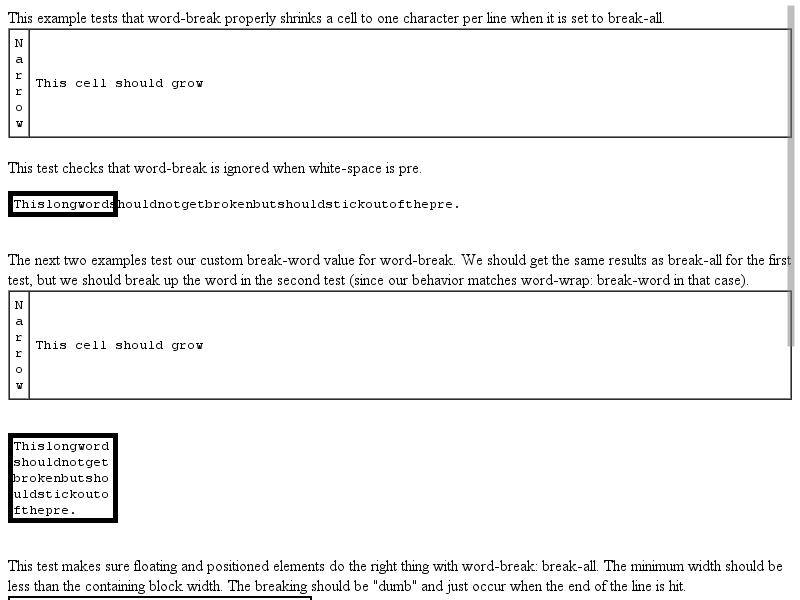 This example tests that word-break properly shrinks a cell to one character per line when it is set to break-all.
N
a
r
r
o
w
This cell should grow
This test checks that word-break is ignored when white-space is pre.
Thislongwordshouldnotgetbrokenbutshouldstickoutofthepre.
The next two examples test our custom break-word value for word-break. We should get the same results as break-all for the first
test, but we should break up the word in the second test (since our behavior matches word-wrap: break-word in that case).
N
a
r
r
o
w
This cell should grow
Thislongword
shouldnotget
brokenbutsho
uldstickouto
fthepre.
This test makes sure floating and positioned elements do the right thing with word-break: break-all. The minimum width should be
less than the containing block width. The breaking should be "dumb" and just occur when the end of the line is hit.